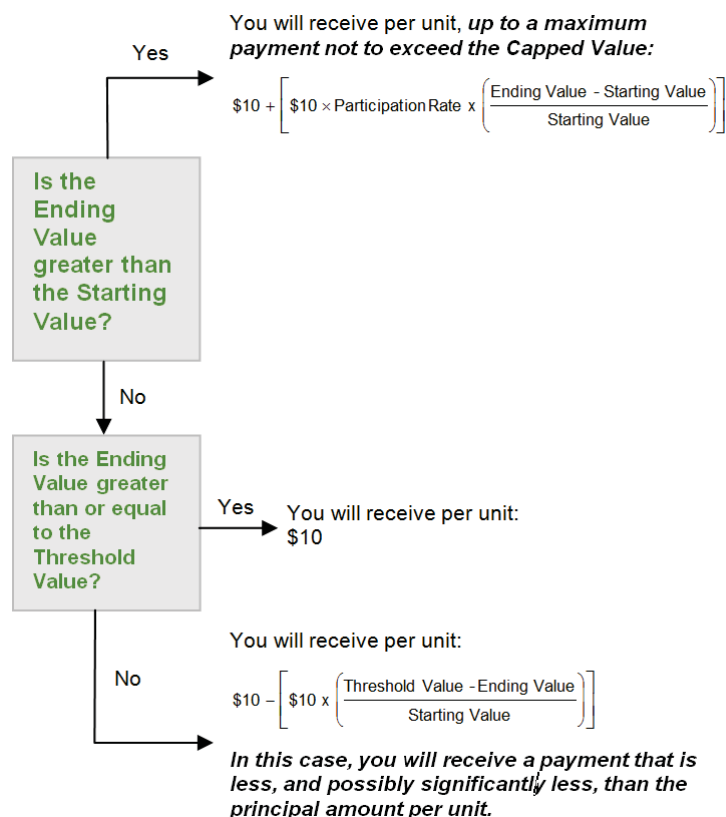 You will receive per unit, up to a maximum
payment not to exceed the Capped Value:
Yes
$10 + [ $10 × Participation Rate x ( Ending Value - Starting Value / Starting Value ) ]
Is the
Ending
Value
greater than
the Starting
Value?
No
Is the Ending
Value greater
than or equal
to the
Threshold
Value?
Yes
You will receive per unit:
$10
You will receive per unit:
No
$10 – [ $10 x ( Threshold Value - Ending Value / Starting Value ) ]
In this case, you will receive a payment that is
less, and possibly significantly less, than the
principal amount per unit.